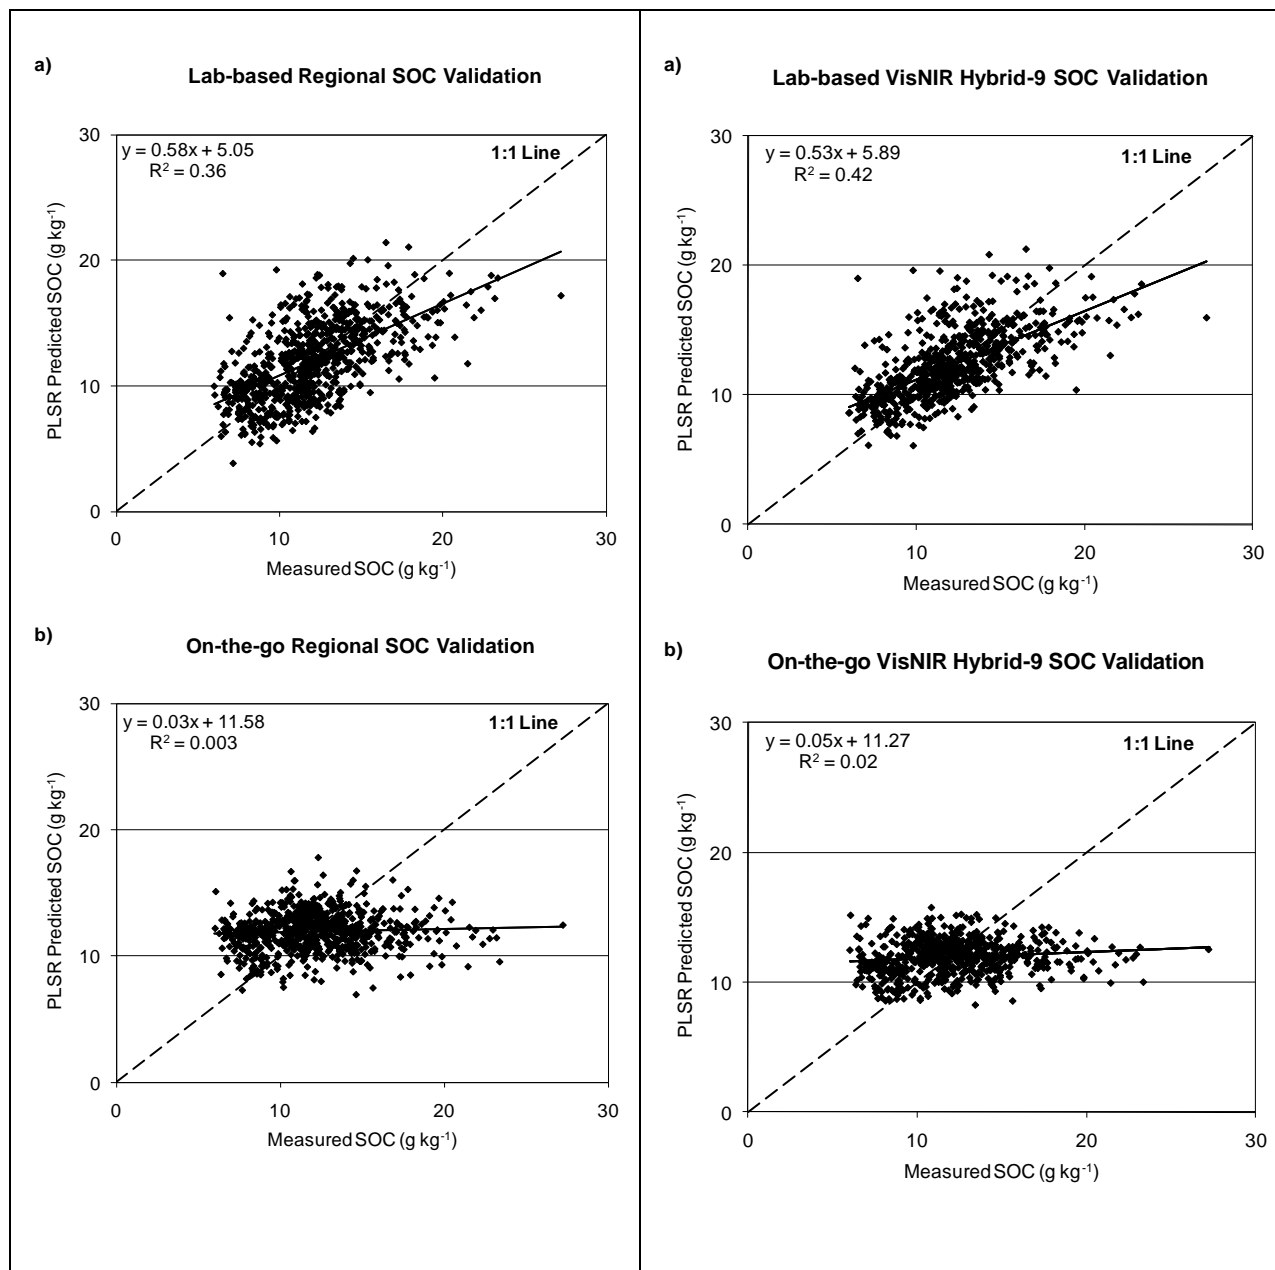 a)
Lab-based Regional SOC Validation
30
y = 0.58x + 5.05
R² = 0.36
1:1 Line
20
10
0
PLSR Predicted SOC (g kg⁻¹)
0 10 20 30
Measured SOC (g kg⁻¹)
b)
On-the-go Regional SOC Validation
30
y = 0.03x + 11.58
R² = 0.003
1:1 Line
20
10
0
PLSR Predicted SOC (g kg⁻¹)
0 10 20 30
Measured SOC (g kg⁻¹)
a)
Lab-based VisNIR Hybrid-9 SOC Validation
30
y = 0.53x + 5.89
R² = 0.42
1:1 Line
20
10
0
PLSR Predicted SOC (g kg⁻¹)
0 10 20 30
Measured SOC (g kg⁻¹)
b)
On-the-go VisNIR Hybrid-9 SOC Validation
30
y = 0.05x + 11.27
R² = 0.02
1:1 Line
20
10
0
PLSR Predicted SOC (g kg⁻¹)
0 10 20 30
Measured SOC (g kg⁻¹)